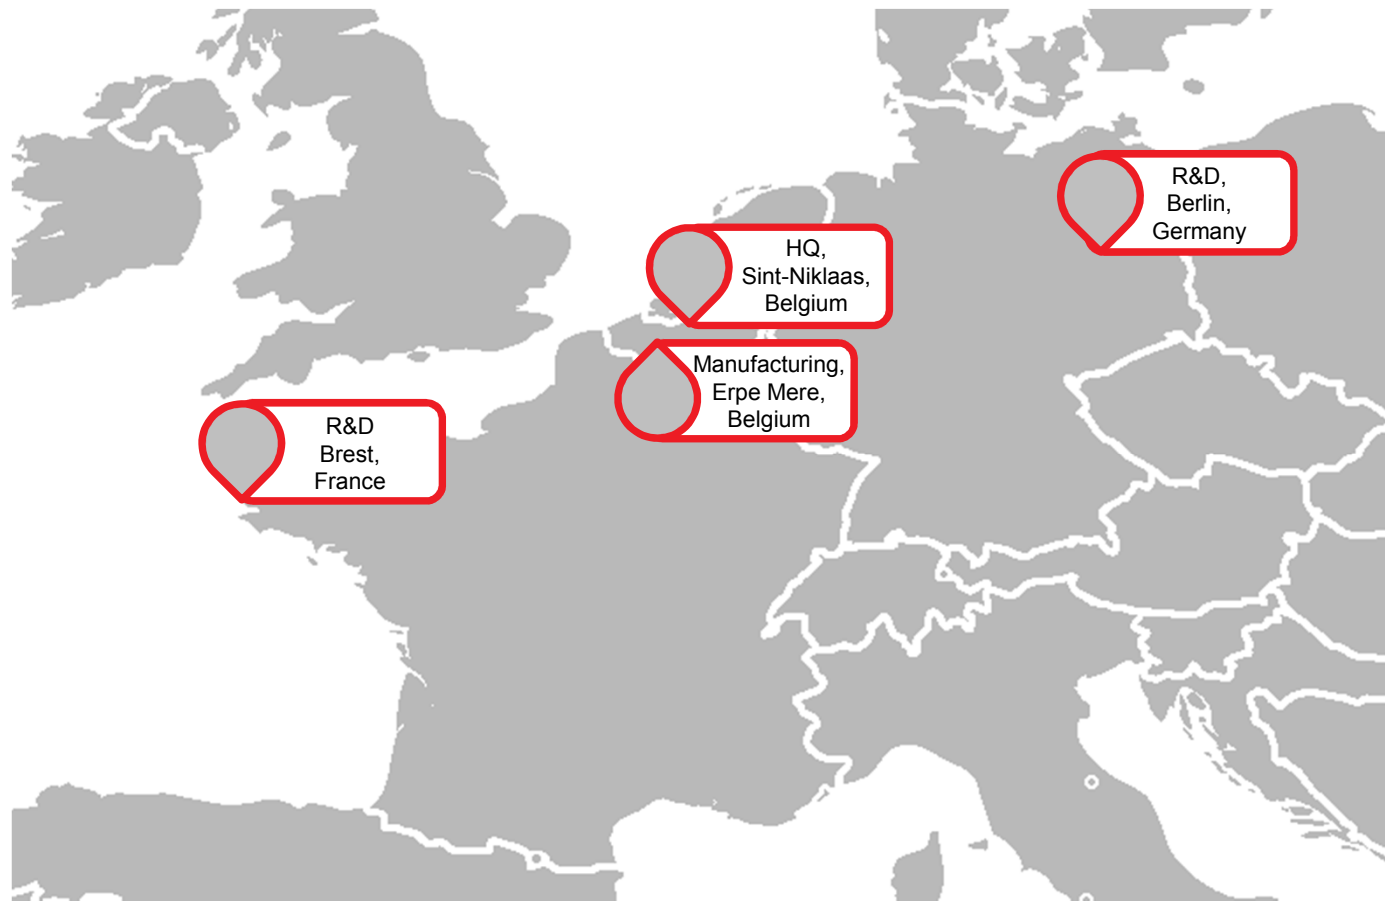 R&D,
Berlin,
Germany
HQ,
Sint-Niklaas,
Belgium
Manufacturing,
Erpe Mere,
Belgium
R&D
Brest,
France